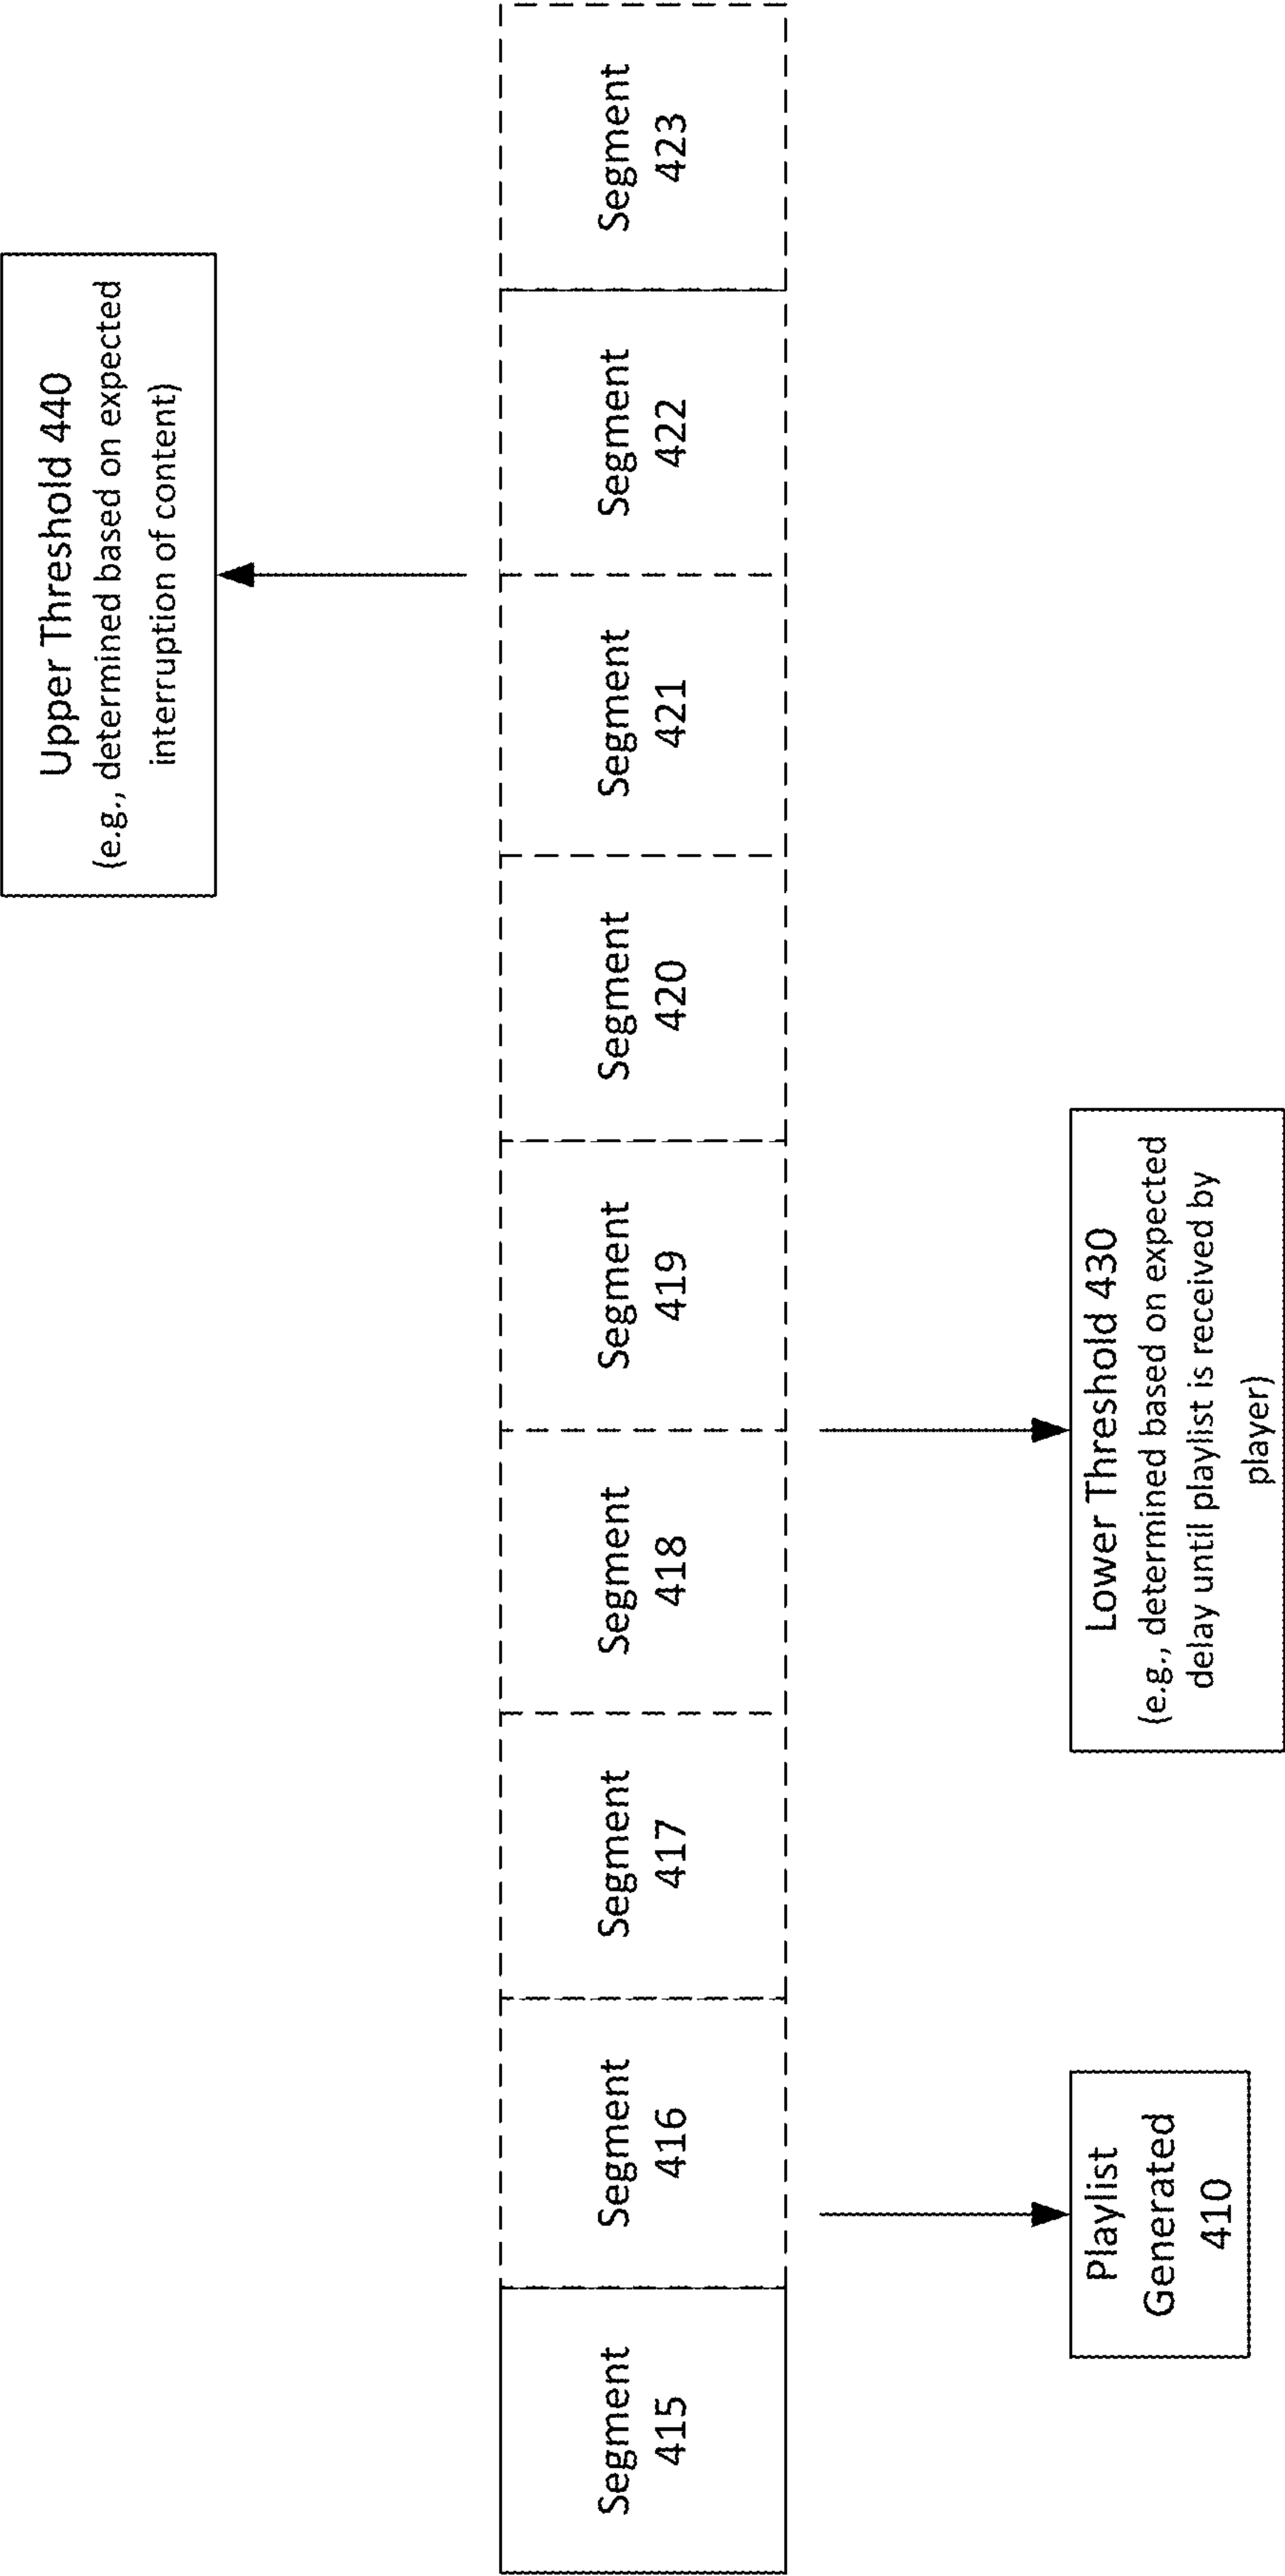 Upper Threshold 440
(e.g., determined based on expected
interruption of content)
Segment
415
Segment
416
Segment
417
Segment
418
Segment
419
Segment
420
Segment
421
Segment
422
Segment
423
Playlist
Generated
410
Lower Threshold 430
(e.g., determined based on expected
delay until playlist is received by
player)